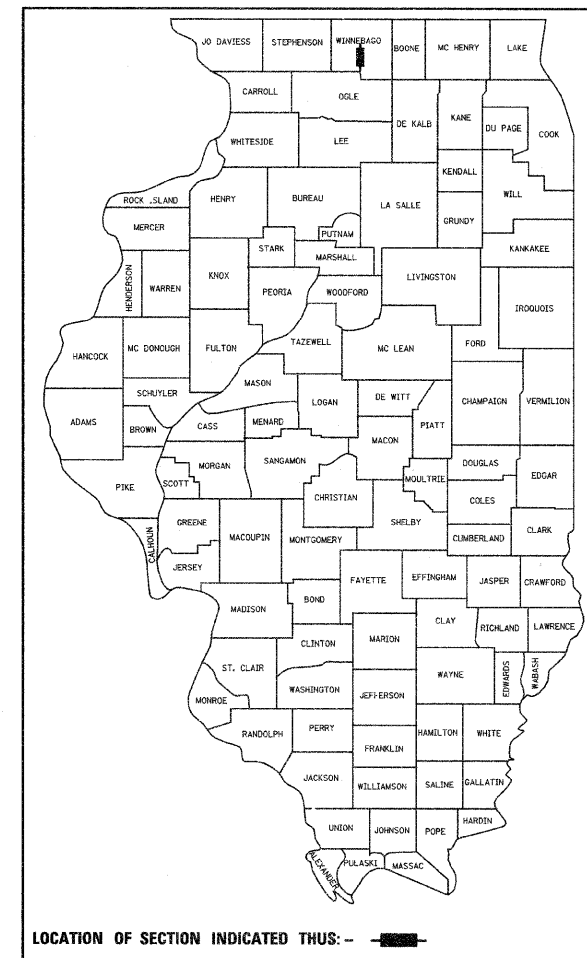 JO DAVIESS STEPHENSON WINNEBAGO BOONE MC HENRY LAKE
CARROLL OGLE
DE KALB KANE DU PAGE COOK
WHITESIDE LEE
KENDALL WILL
ROCK ISLAND HENRY BUREAU LA SALLE GRUNDY
MERCER PUTNAM
STARK MARSHALL KANKAKEE
HENDERSON WARREN KNOX PEORIA WOODFORD LIVINGSTON
IROQUOIS
HANCOCK MC DONOUGH FULTON TAZEWELL MC LEAN FORD
MASON
SCHUYLER LOGAN DE WITT CHAMPAIGN VERMILION
ADAMS BROWN CASS MENARD PIATT
MACON
MORGAN SANGAMON DOUGLAS
PIKE SCOTT CHRISTIAN MOULTRIE COLES EDGAR
GREENE MACOUPIN MONTGOMERY SHELBY CUMBERLAND CLARK
CALHOUN JERSEY
FAYETTE EFFINGHAM JASPER CRAWFORD
MADISON BOND
CLAY RICHLAND LAWRENCE
CLINTON MARION
ST. CLAIR WAYNE EDWARDS WABASH
WASHINGTON JEFFERSON
MONROE
RANDOLPH PERRY HAMILTON WHITE
FRANKLIN
JACKSON WILLIAMSON SALINE GALLATIN
UNION JOHNSON POPE HARDIN
ALEXANDER PULASKI MASSAC
LOCATION OF SECTION INDICATED THUS: -